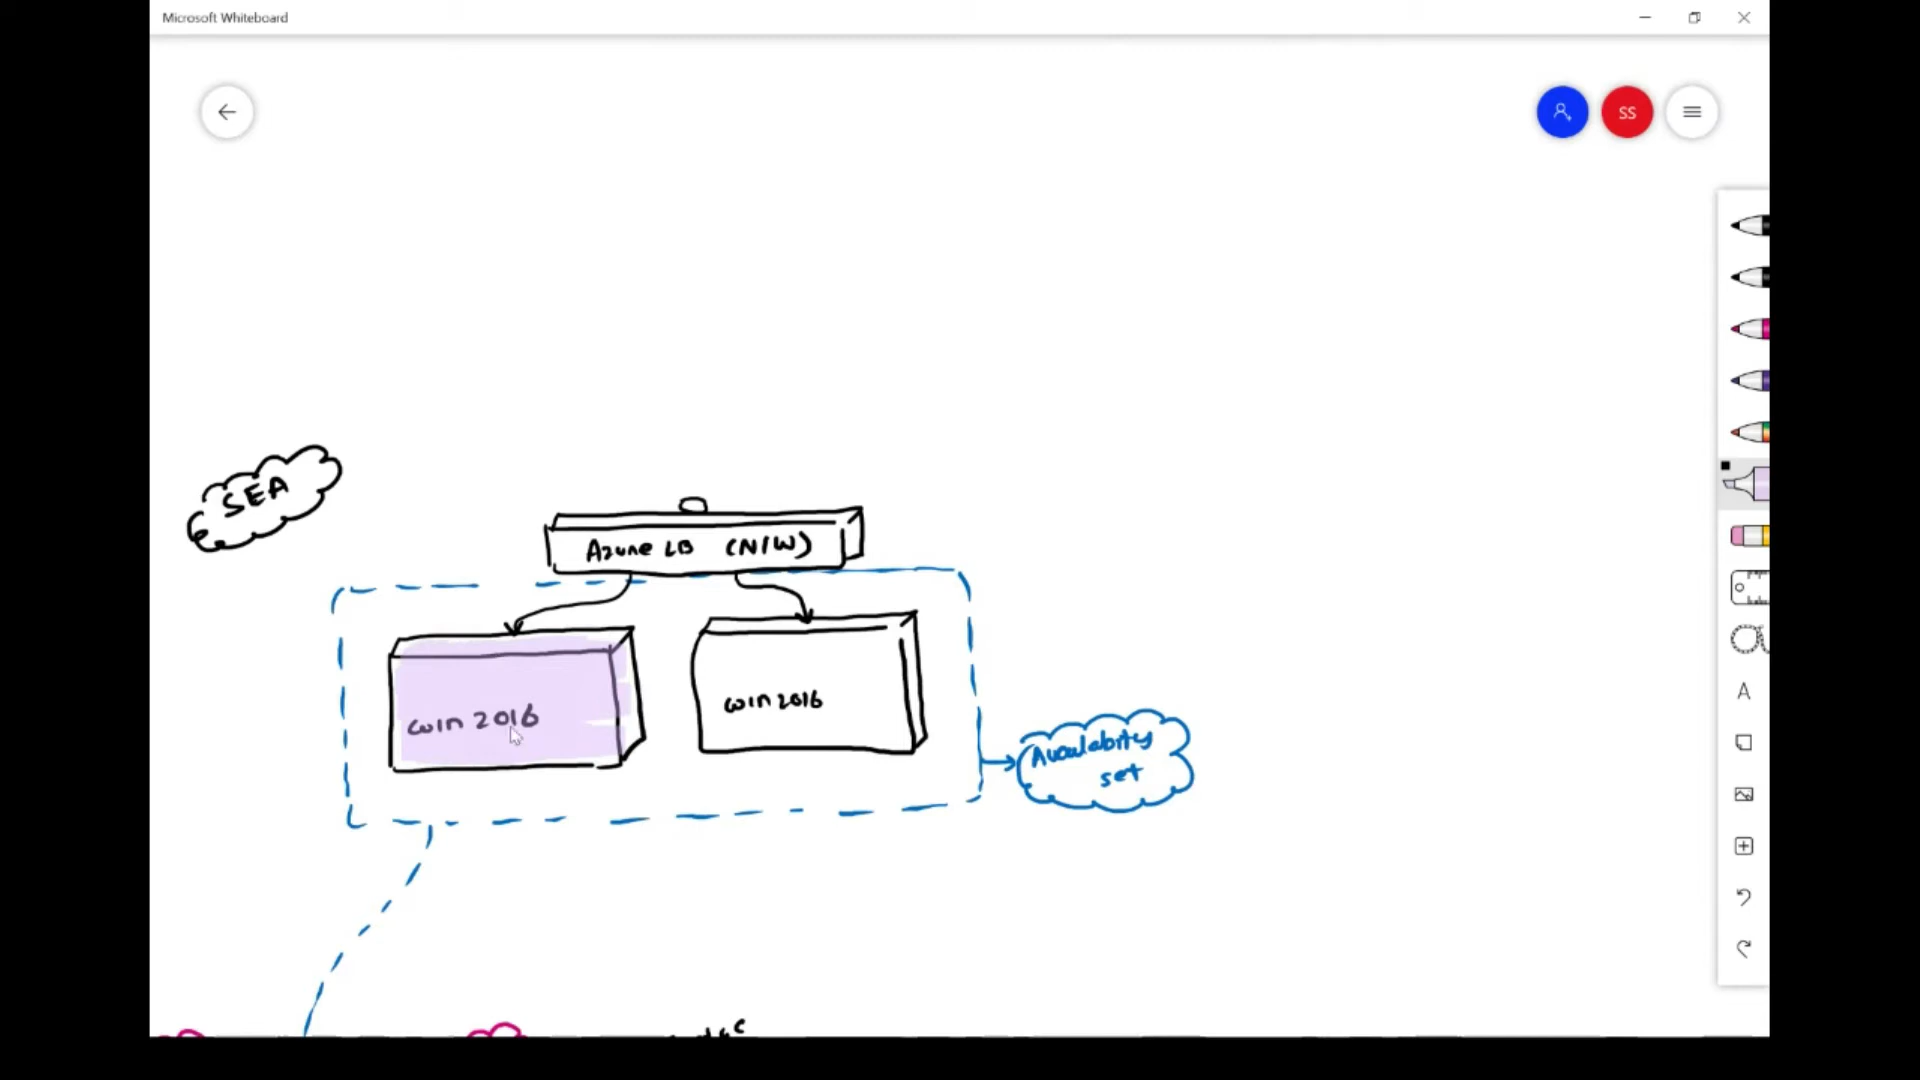 Microsoft Whiteboard
SS
SEA
Azure LB (N/W)
win 2016
win 2016
Availabity
set
A